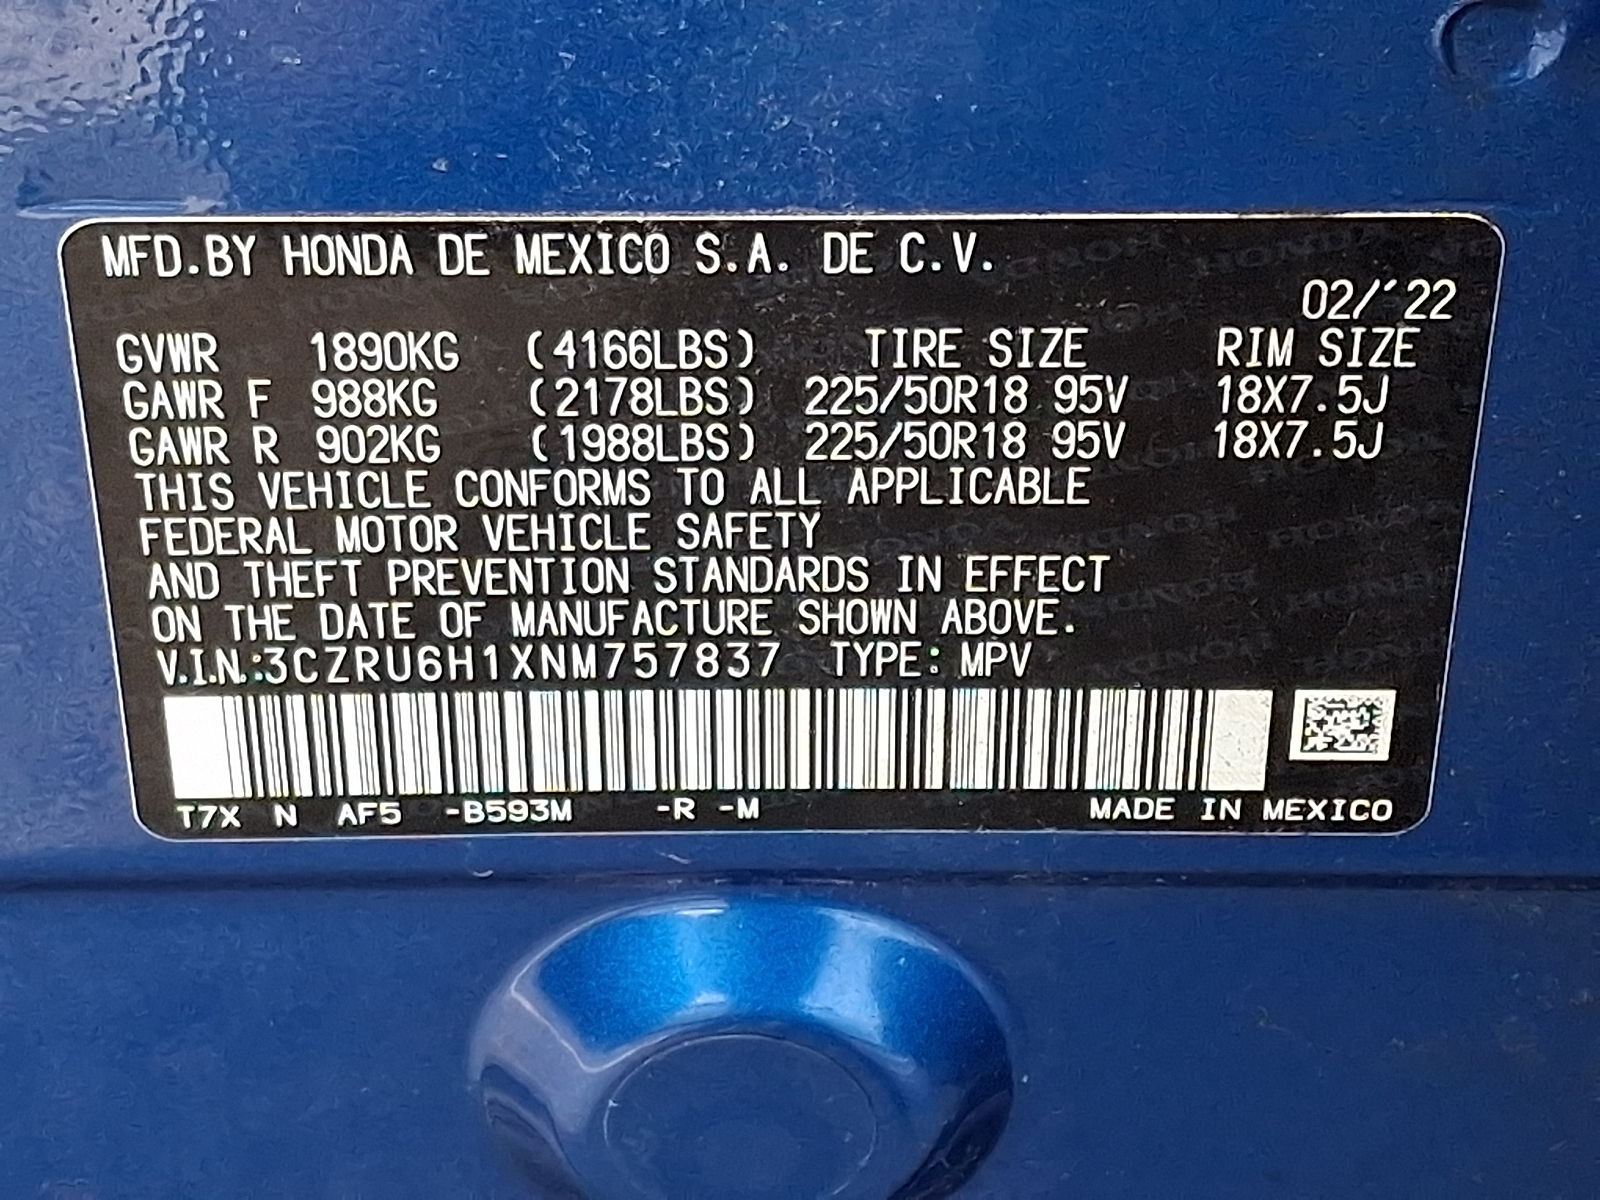 MFD.BY HONDA DE MEXICO S.A. DE C.V.
02/´22
GVWR 1890KG (4166LBS) TIRE SIZE RIM SIZE
GAWR F 988KG (2178LBS) 225/50R18 95V 18X7.5J
GAWR R 902KG (1988LBS) 225/50R18 95V 18X7.5J
THIS VEHICLE CONFORMS TO ALL APPLICABLE
FEDERAL MOTOR VEHICLE SAFETY
AND THEFT PREVENTION STANDARDS IN EFFECT
ON THE DATE OF MANUFACTURE SHOWN ABOVE.
V.I.N.:3CZRU6H1XNM757837 TYPE: MPV
T7X N AF5 -B593M -R -M MADE IN MEXICO